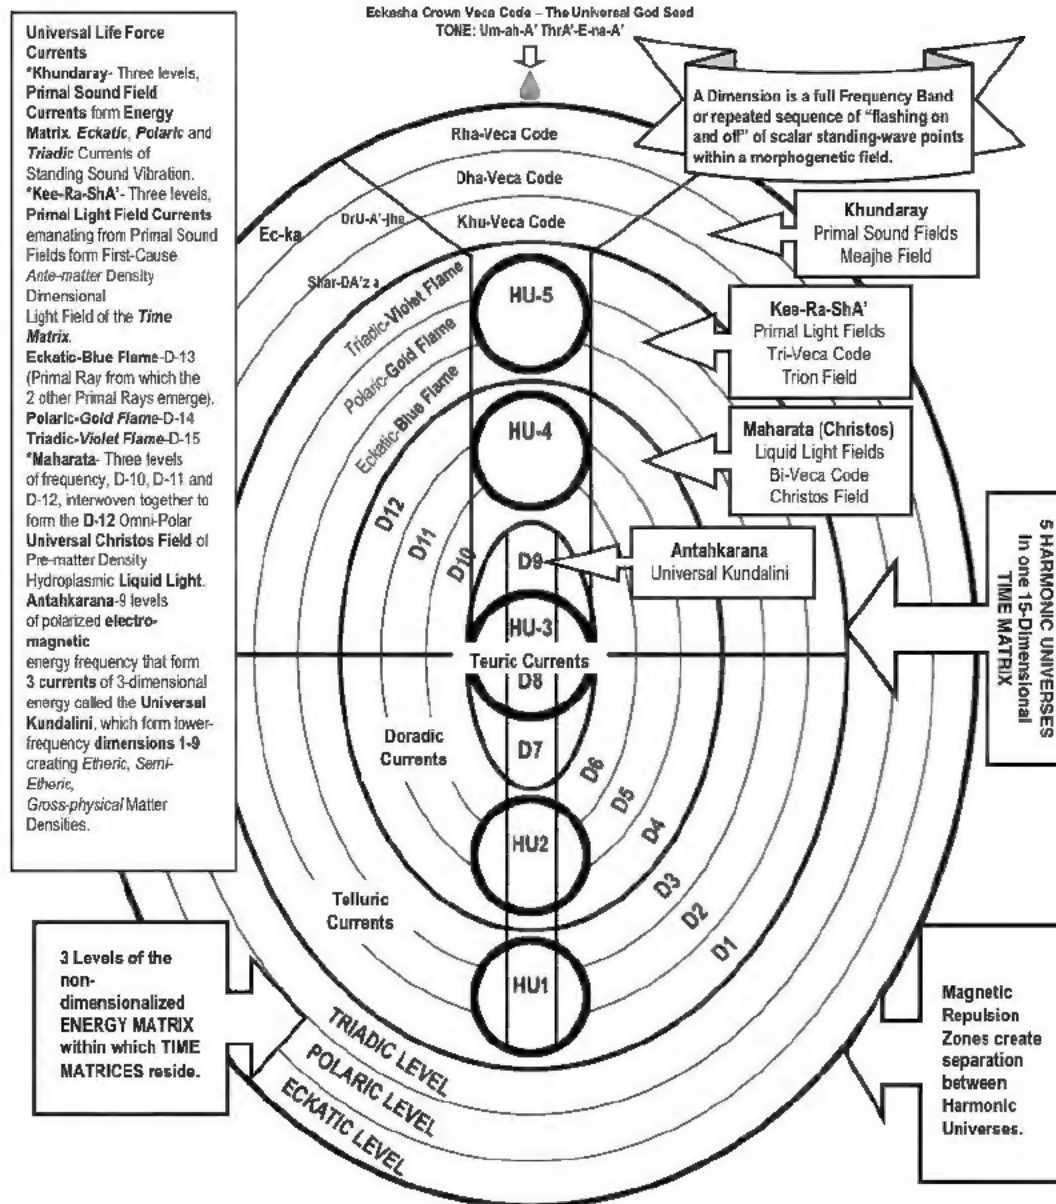 Eckasha Crown Veca Code – The Universal God Seed
TONE: Um-ah-A' ThrA'-E-na-A'
Universal Life Force
Currents
*Khundaray- Three levels,
Primal Sound Field
Currents form Energy
Matrix. Eckatic, Polaric and
Triadic Currents of
Standing Sound Vibration.
*Kee-Ra-ShA'- Three levels,
Primal Light Field Currents
emanating from Primal Sound
Fields form First-Cause
Ante-matter Density
Dimensional
Light Field of the Time
Matrix.
Eckatic-Blue Flame-D-13
(Primal Ray from which the
2 other Primal Rays emerge).
Polaric-Gold Flame-D-14
Triadic-Violet Flame-D-15
*Maharata- Three levels
of frequency, D-10, D-11 and
D-12, interwoven together to
form the D-12 Omni-Polar
Universal Christos Field of
Pre-matter Density
Hydroplasmic Liquid Light.
Antahkarana-9 levels
of polarized electro-
magnetic
energy frequency that form
3 currents of 3-dimensional
energy called the Universal
Kundalini, which form lower-
frequency dimensions 1-9
creating Etheric, Semi-
Etheric,
Gross-physical Matter
Densities.
A Dimension is a full Frequency Band
or repeated sequence of "flashing on
and off" of scalar standing-wave points
within a morphogenetic field.
Rha-Veca Code
Dha-Veca Code
Khu-Veca Code
Ec-ka
DrU-A'-jha
Shar-DA'z a
Khundaray
Primal Sound Fields
Meajhe Field
Triadic-Violet Flame
Polaric-Gold Flame
Eckatic-Blue Flame
HU-5
Kee-Ra-ShA'
Primal Light Fields
Tri-Veca Code
Trion Field
HU-4
Maharata (Christos)
Liquid Light Fields
Bi-Veca Code
Christos Field
D12
D11
D10
D9
Antahkarana
Universal Kundalini
5 HARMONIC UNIVERSES
In one 15-Dimensional
TIME MATRIX
HU-3
Teuric Currents
D8
D7
Doradic
Currents
D6
D5
D4
HU2
D3
D2
D1
Telluric
Currents
HU1
3 Levels of the
non-
dimensionalized
ENERGY MATRIX
within which TIME
MATRICES reside.
TRIADIC LEVEL
POLARIC LEVEL
ECKATIC LEVEL
Magnetic
Repulsion
Zones create
separation
between
Harmonic
Universes.